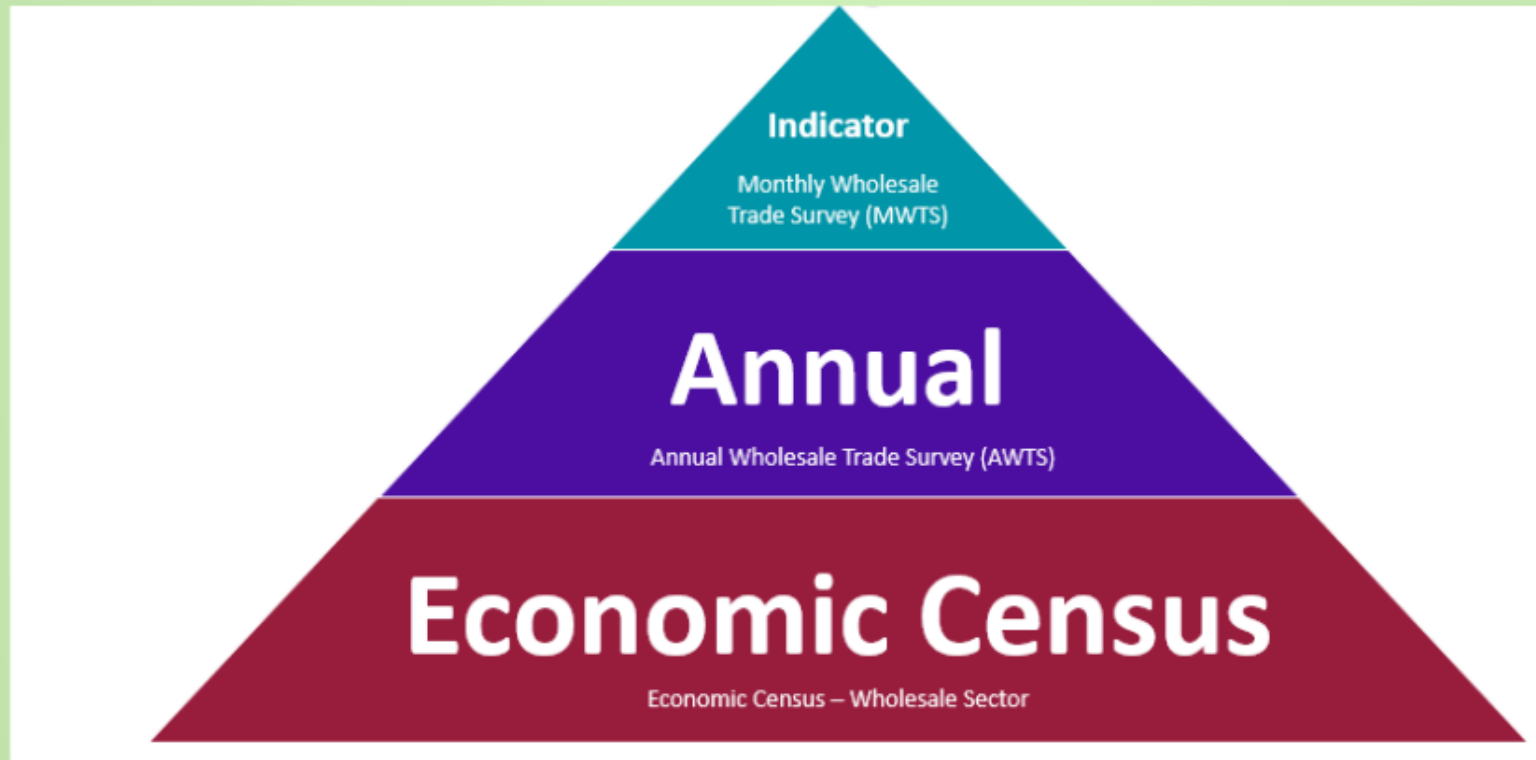 Indicator
Monthly Wholesale
Trade Survey (MWTS)
Annual
Annual Wholesale Trade Survey (AWTS)
Economic Census
Economic Census – Wholesale Sector